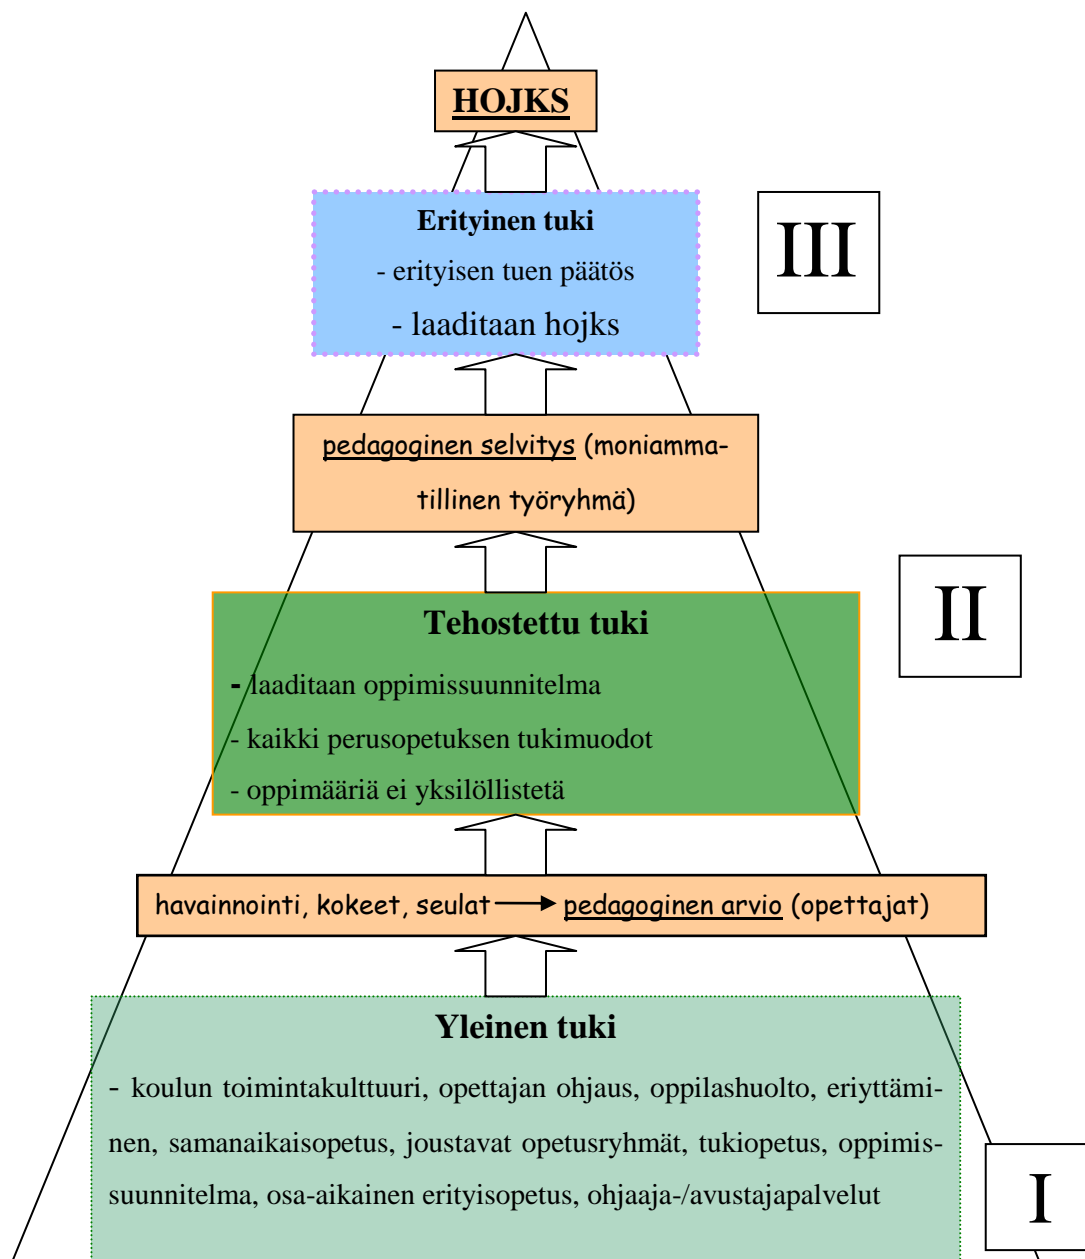 HOJKS
Erityinen tuki
- erityisen tuen päätös
- laaditaan hojks
III
pedagoginen selvitys (moniamma-
tillinen työryhmä)
II
Tehostettu tuki
- laaditaan oppimissuunnitelma
- kaikki perusopetuksen tukimuodot
- oppimääriä ei yksilöllistetä
havainnointi, kokeet, seulat → pedagoginen arvio (opettajat)
Yleinen tuki
- koulun toimintakulttuuri, opettajan ohjaus, oppilashuolto, eriyttämi-
nen, samanaikaisopetus, joustavat opetusryhmät, tukiopetus, oppimis-
suunnitelma, osa-aikainen erityisopetus, ohjaaja-/avustajapalvelut
I